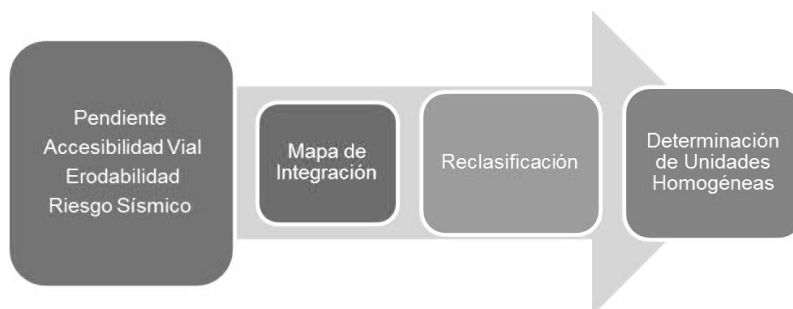 Pendiente
Accesibilidad Vial
Erodabilidad
Riesgo Sísmico
Mapa de
Integración
Reclasificación
Determinación
de Unidades
Homogéneas